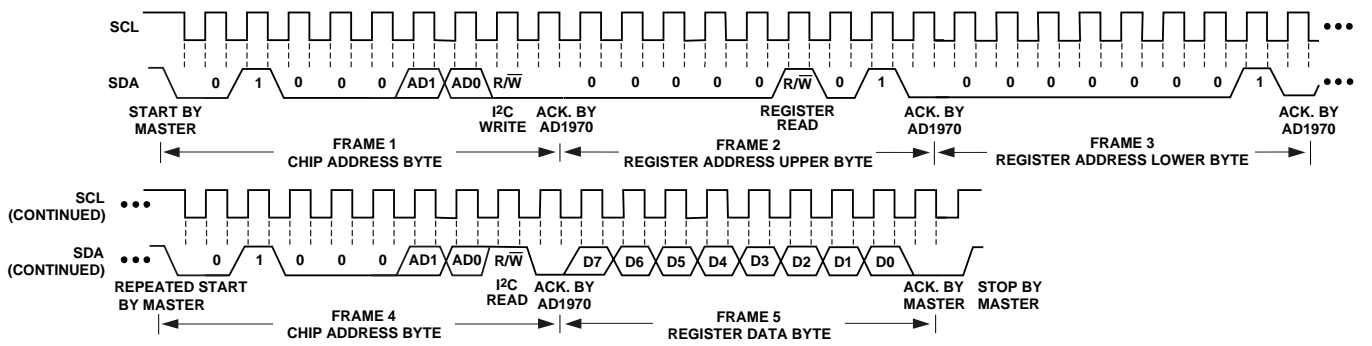 SCL
SDA
0 1 0 0 0 AD1 AD0 R/W̅ 0 0 0 0 R/W̅ 0 1 0 0 0 0 0 0 0 1
START BY MASTER
I²C WRITE
ACK. BY AD1970
REGISTER READ
ACK. BY AD1970
ACK. BY AD1970
FRAME 1
CHIP ADDRESS BYTE
FRAME 2
REGISTER ADDRESS UPPER BYTE
FRAME 3
REGISTER ADDRESS LOWER BYTE
SCL
(CONTINUED)
SDA
(CONTINUED)
0 1 0 0 0 AD1 AD0 R/W̅ D7 D6 D5 D4 D3 D2 D1 D0
REPEATED START
BY MASTER
I²C
READ
ACK. BY
AD1970
ACK. BY
MASTER
STOP BY
MASTER
FRAME 4
CHIP ADDRESS BYTE
FRAME 5
REGISTER DATA BYTE